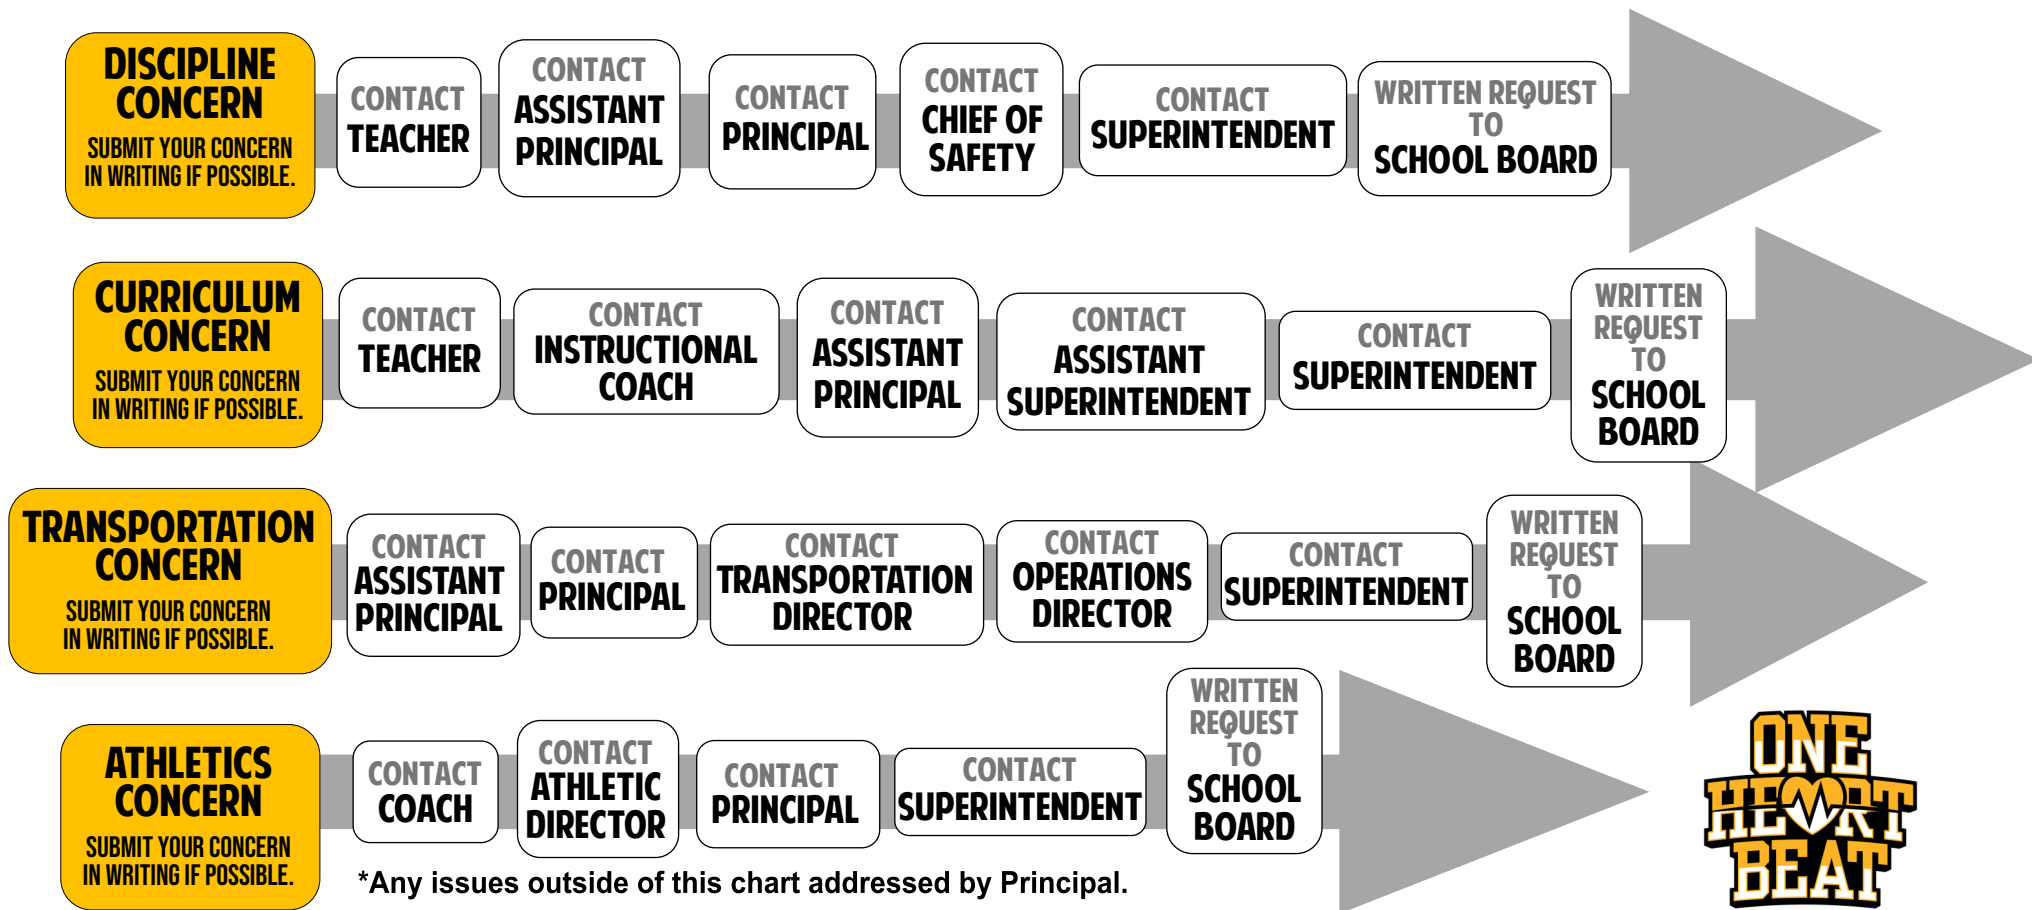 DISCIPLINE
CONCERN
SUBMIT YOUR CONCERN
IN WRITING IF POSSIBLE.
CONTACT
TEACHER
CONTACT
ASSISTANT
PRINCIPAL
CONTACT
PRINCIPAL
CONTACT
CHIEF OF
SAFETY
CONTACT
SUPERINTENDENT
WRITTEN REQUEST
TO
SCHOOL BOARD
CURRICULUM
CONCERN
SUBMIT YOUR CONCERN
IN WRITING IF POSSIBLE.
CONTACT
TEACHER
CONTACT
INSTRUCTIONAL
COACH
CONTACT
ASSISTANT
PRINCIPAL
CONTACT
ASSISTANT
SUPERINTENDENT
CONTACT
SUPERINTENDENT
WRITTEN
REQUEST
TO
SCHOOL
BOARD
TRANSPORTATION
CONCERN
SUBMIT YOUR CONCERN
IN WRITING IF POSSIBLE.
CONTACT
ASSISTANT
PRINCIPAL
CONTACT
PRINCIPAL
CONTACT
TRANSPORTATION
DIRECTOR
CONTACT
OPERATIONS
DIRECTOR
CONTACT
SUPERINTENDENT
WRITTEN
REQUEST
TO
SCHOOL
BOARD
ATHLETICS
CONCERN
SUBMIT YOUR CONCERN
IN WRITING IF POSSIBLE.
CONTACT
COACH
CONTACT
ATHLETIC
DIRECTOR
CONTACT
PRINCIPAL
CONTACT
SUPERINTENDENT
WRITTEN
REQUEST
TO
SCHOOL
BOARD
*Any issues outside of this chart addressed by Principal.
ONE
HEART
BEAT